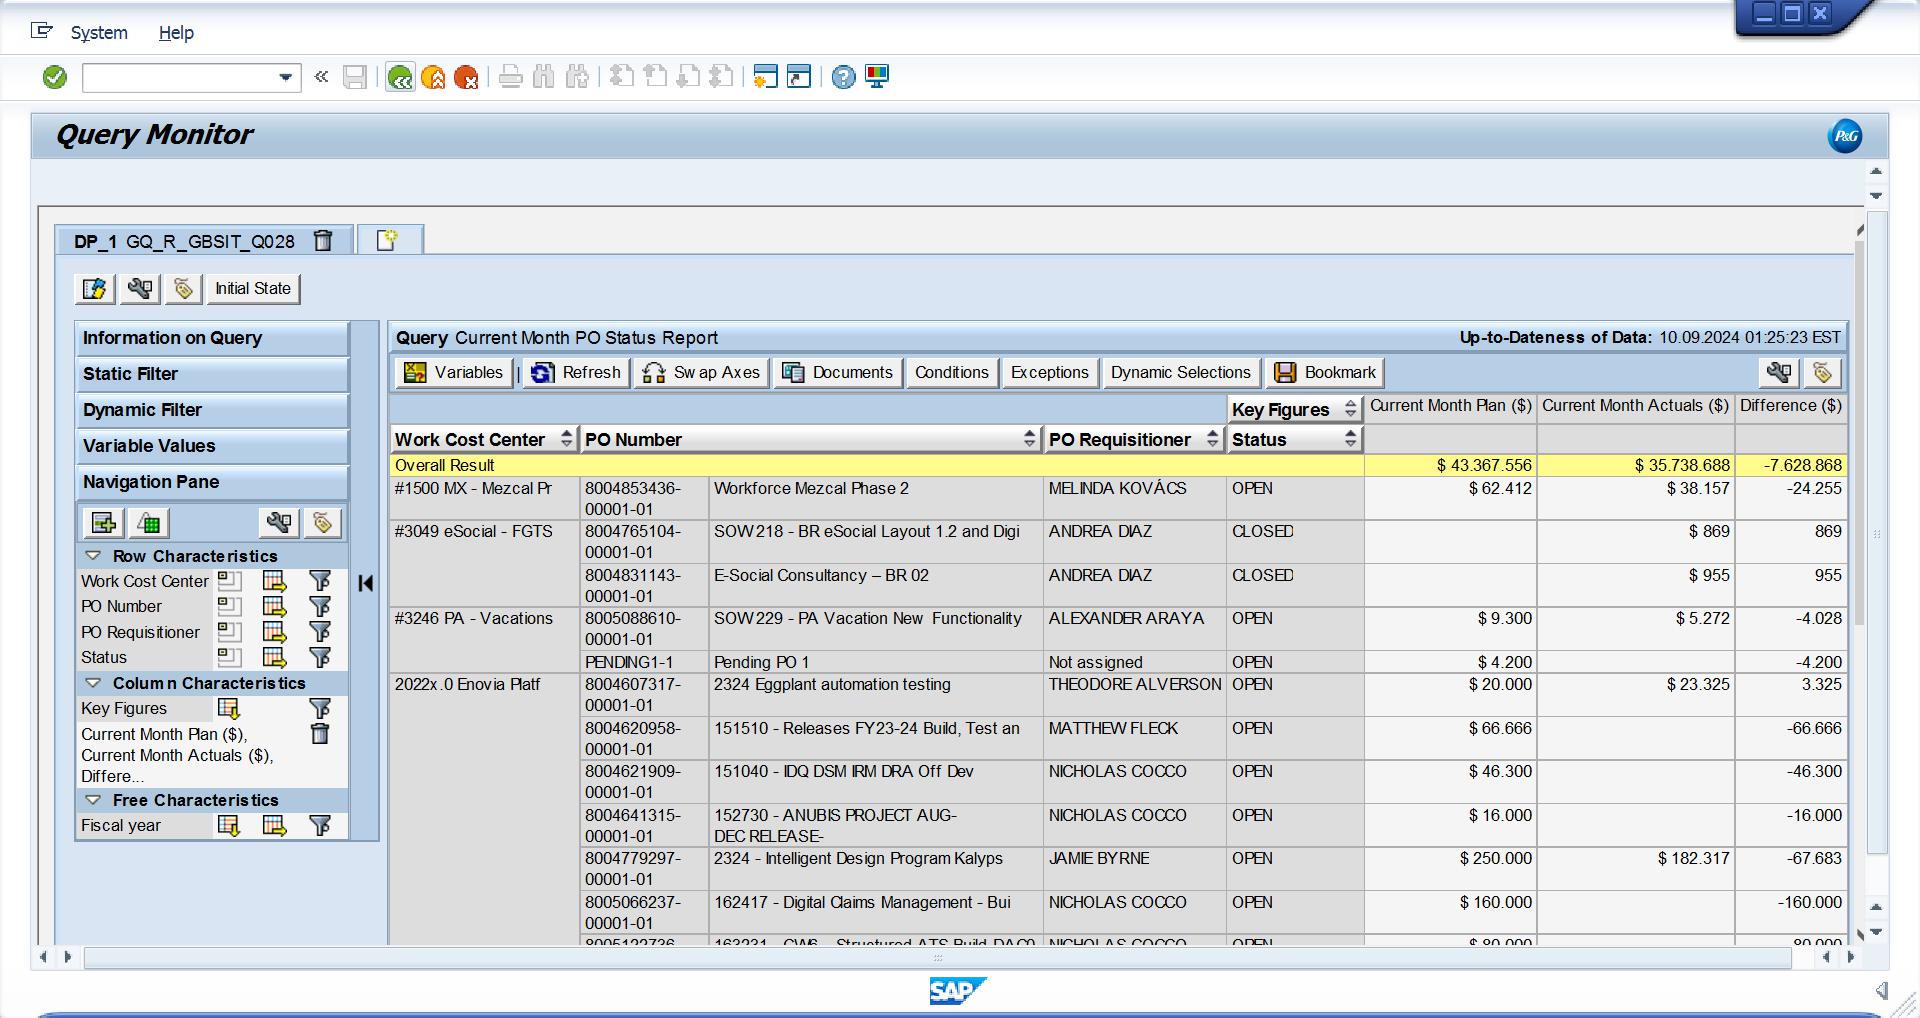 System Help
Query Monitor
P&G
DP_1 GQ_R_GBSIT_Q028
Initial State
Information on Query
Static Filter
Dynamic Filter
Variable Values
Navigation Pane
Row Characteristics
Work Cost Center
PO Number
PO Requisitioner
Status
Column Characteristics
Key Figures
Current Month Plan ($),
Current Month Actuals ($),
Differe...
Free Characteristics
Fiscal year
Query Current Month PO Status Report Up-to-Dateness of Data: 10.09.2024 01:25:23 EST
Variables | Refresh Swap Axes Documents Conditions Exceptions Dynamic Selections Bookmark
Key Figures Current Month Plan ($) Current Month Actuals ($) Difference ($)
Work Cost Center PO Number PO Requisitioner Status
Overall Result $ 43.367.556 $ 35.738.688 -7.628.868
#1500 MX - Mezcal Pr 8004853436- Workforce Mezcal Phase 2 MELINDA KOVÁCS OPEN $ 62.412 $ 38.157 -24.255
00001-01
#3049 eSocial - FGTS 8004765104- SOW 218 - BR eSocial Layout 1.2 and Digi ANDREA DIAZ CLOSED $ 869 869
00001-01
8004831143- E-Social Consultancy – BR 02 ANDREA DIAZ CLOSED $ 955 955
00001-01
#3246 PA - Vacations 8005088610- SOW 229 - PA Vacation New Functionality ALEXANDER ARAYA OPEN $ 9.300 $ 5.272 -4.028
00001-01
PENDING1-1 Pending PO 1 Not assigned OPEN $ 4.200 -4.200
2022x.0 Enovia Platf 8004607317- 2324 Eggplant automation testing THEODORE ALVERSON OPEN $ 20.000 $ 23.325 3.325
00001-01
8004620958- 151510 - Releases FY23-24 Build, Test an MATTHEW FLECK OPEN $ 66.666 -66.666
00001-01
8004621909- 151040 - IDQ DSM IRM DRA Off Dev NICHOLAS COCCO OPEN $ 46.300 -46.300
00001-01
8004641315- 152730 - ANUBIS PROJECT AUG- NICHOLAS COCCO OPEN $ 16.000 -16.000
00001-01 DEC RELEASE-
8004779297- 2324 - Intelligent Design Program Kalyps JAMIE BYRNE OPEN $ 250.000 $ 182.317 -67.683
00001-01
8005066237- 162417 - Digital Claims Management - Bui NICHOLAS COCCO OPEN $ 160.000 -160.000
00001-01
NICHOLAS COCCO OPEN $ 80.000
SAP